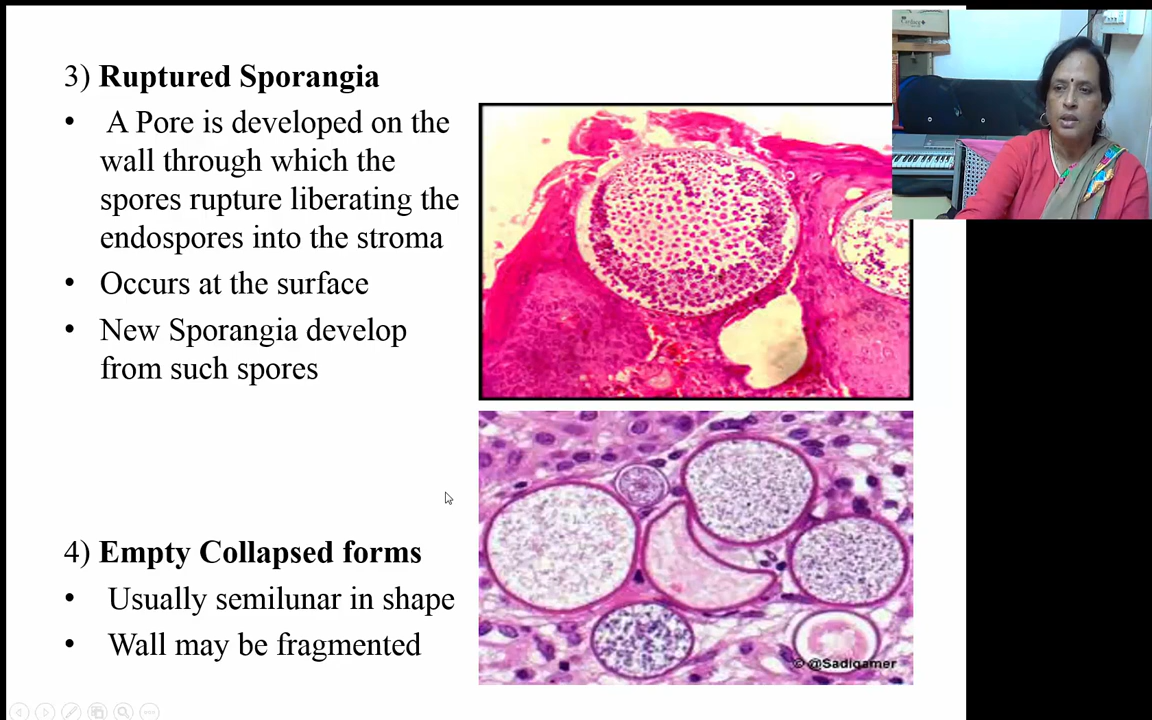 3) Ruptured Sporangia
• A Pore is developed on the
wall through which the
spores rupture liberating the
endospores into the stroma
• Occurs at the surface
• New Sporangia develop
from such spores
4) Empty Collapsed forms
• Usually semilunar in shape
• Wall may be fragmented
© @Sadiqamer